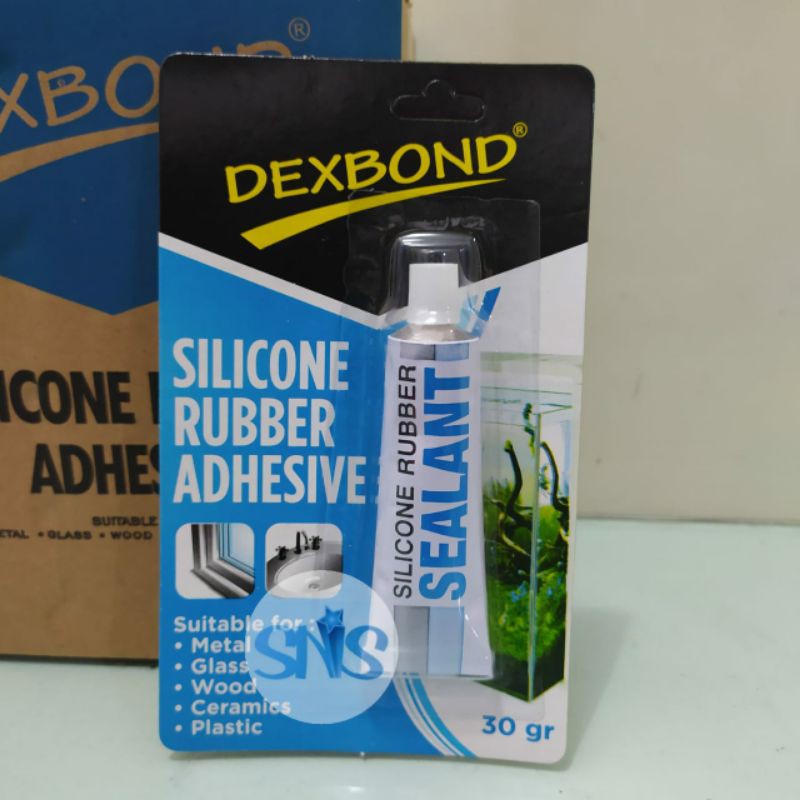 DEXBOND®
XBOND®
SILICONE
RUBBER
ADHESIVE
SILICONE RUBBER
SEALANT
Suitable for :
• Metal
• Glass
• Wood
• Ceramics
• Plastic
SNS
30 gr
ICONE
ADHES
SUITABLE
ETAL • GLASS • WOOD